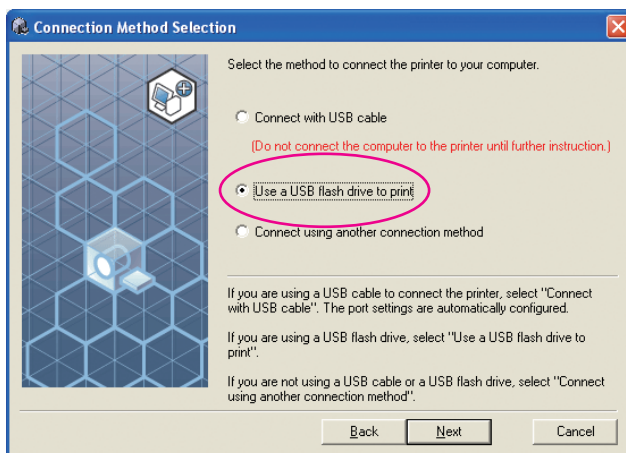 Connection Method Selection
Select the method to connect the printer to your computer.
Connect with USB cable
(Do not connect the computer to the printer until further instruction.)
Use a USB flash drive to print
Connect using another connection method
If you are using a USB cable to connect the printer, select "Connect
with USB cable". The port settings are automatically configured.
If you are using a USB flash drive, select "Use a USB flash drive to
print".
If you are not using a USB cable or a USB flash drive, select "Connect
using another connection method".
Back Next Cancel